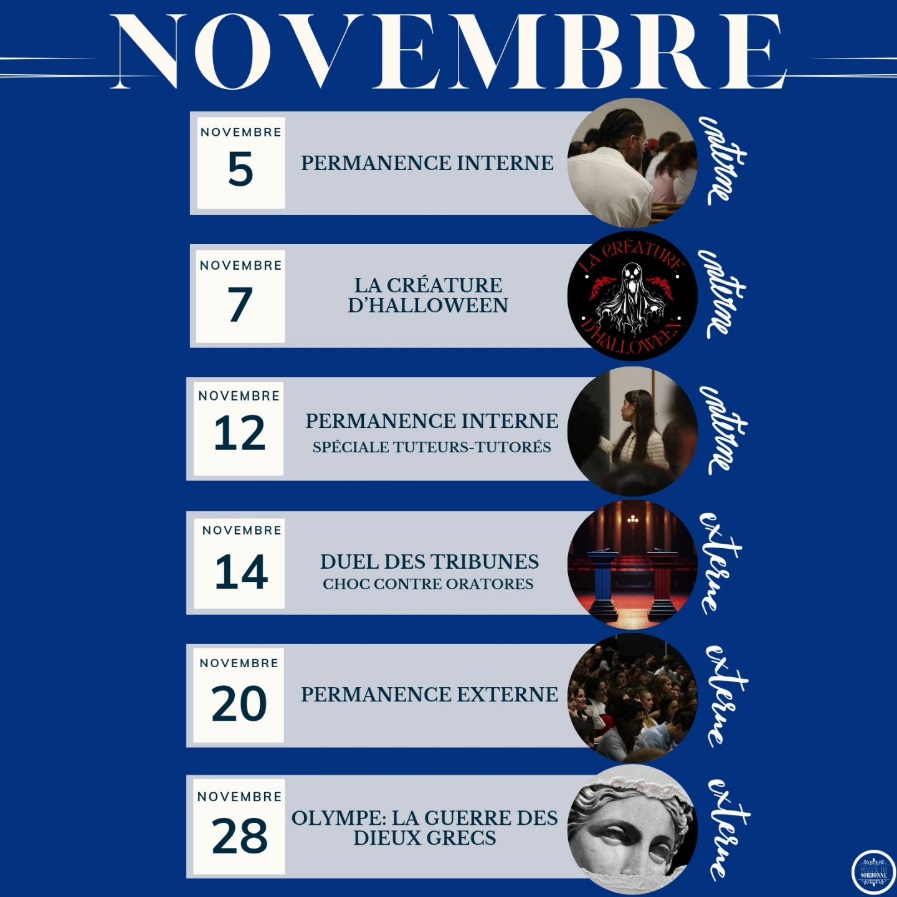 NOVEMBRE
NOVEMBRE
5
PERMANENCE INTERNE
interne
NOVEMBRE
7
LA CRÉATURE
D'HALLOWEEN
LA CRÉATURE
D'HALLOWEEN
interne
NOVEMBRE
12
PERMANENCE INTERNE
SPÉCIALE TUTEURS-TUTORÉS
interne
NOVEMBRE
14
DUEL DES TRIBUNES
CHOC CONTRE ORATORES
externe
NOVEMBRE
20
PERMANENCE EXTERNE
externe
NOVEMBRE
28
OLYMPE: LA GUERRE DES
DIEUX GRECS
externe
SORBONNE